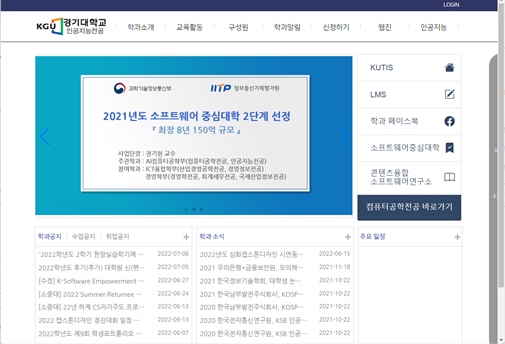 LOGIN
KGU 경기대학교
인공지능전공
학과소개
교육활동
구성원
학과알림
신청하기
웹진
인공지능
과학기술정보통신부
IITP 정보통신기획평가원
2021년도 소프트웨어 중심대학 2단계 선정
『 최장 8년 150억 규모 』
사업단장 : 권기현 교수
주관학과 : AI컴퓨터공학부(컴퓨터공학전공, 인공지능전공)
참여학과 : ICT융합학부(산업경영공학전공, 경영정보전공)
경영학부(경영학전공, 회계세무전공, 국제산업정보전공)
KUTIS
LMS
학과 페이스북
소프트웨어중심대학
콘텐츠융합
소프트웨어연구소
컴퓨터공학전공 바로가기
학과공지
수업공지
취업공지
'2022학년도 2학기 현장실습학기제 ··· 2022-07-06
2022학년도 후기(추가) 대학원 신(편··· 2022-07-05
[수정] K-Software Empowerment ··· 2022-06-27
[소중대] 2022 Summer Returnee ··· 2022-06-24
[소중대] 22년 하계 CS자기주도 프로··· 2022-06-13
2022 캡스톤디자인 경진대회 일정 ··· 2022-06-13
2022학년도 제9회 학생포트폴리오 ··· 2022-06-07
학과 소식
2022년도 심화캡스톤디자인 시연동··· 2022-06-15
2021 우리은행+금융보안원, 모의해··· 2021-11-18
2021 한국정보기술학회, 대학생 논··· 2021-10-22
2021 한국남부발전주식회사, KOSP··· 2021-10-22
2020 한국남부발전주식회사, KOSP··· 2021-10-22
2020 한국전자통신연구원, KSB 인공··· 2021-10-22
2020 한국전자통신연구원, KSB 인공··· 2021-10-22
주요 일정